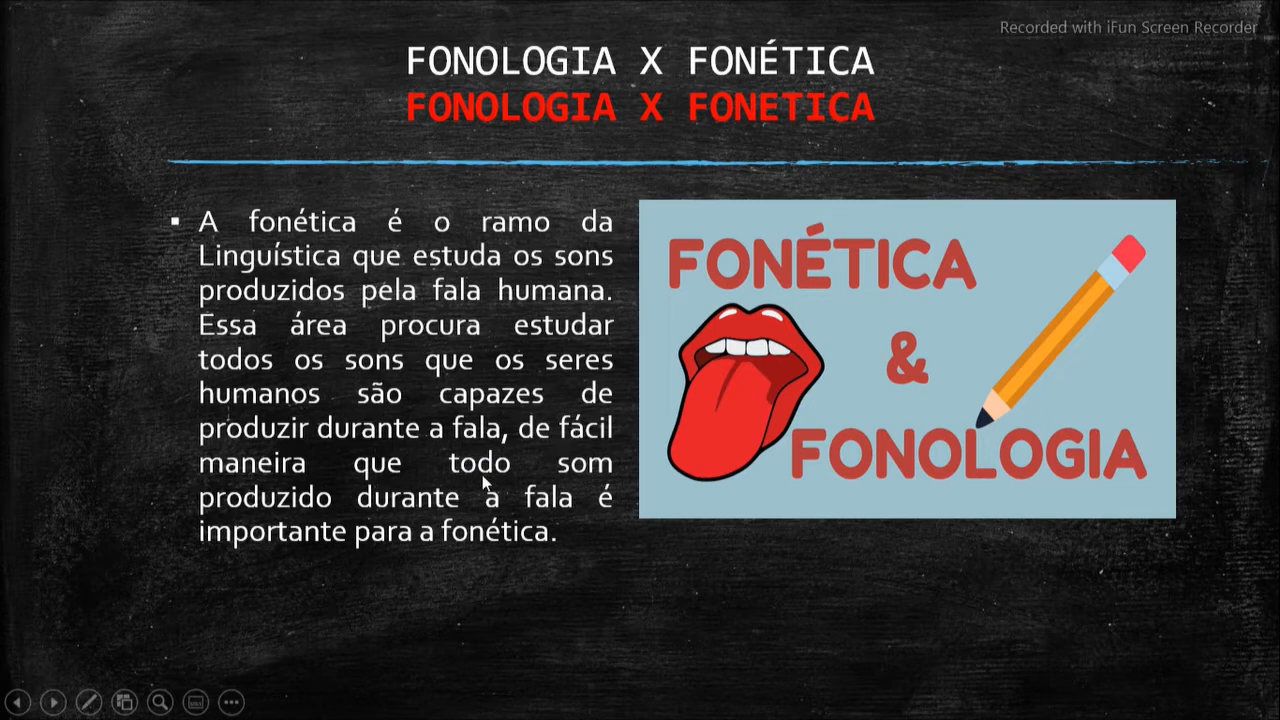 Recorded with iFun Screen Recorder
FONOLOGIA X FONÉTICA
FONOLOGIA X FONETICA
▪ A fonética é o ramo da
Linguística que estuda os sons
produzidos pela fala humana.
Essa área procura estudar
todos os sons que os seres
humanos são capazes de
produzir durante a fala, de fácil
maneira que todo som
produzido durante a fala é
importante para a fonética.
FONÉTICA
&
FONOLOGIA